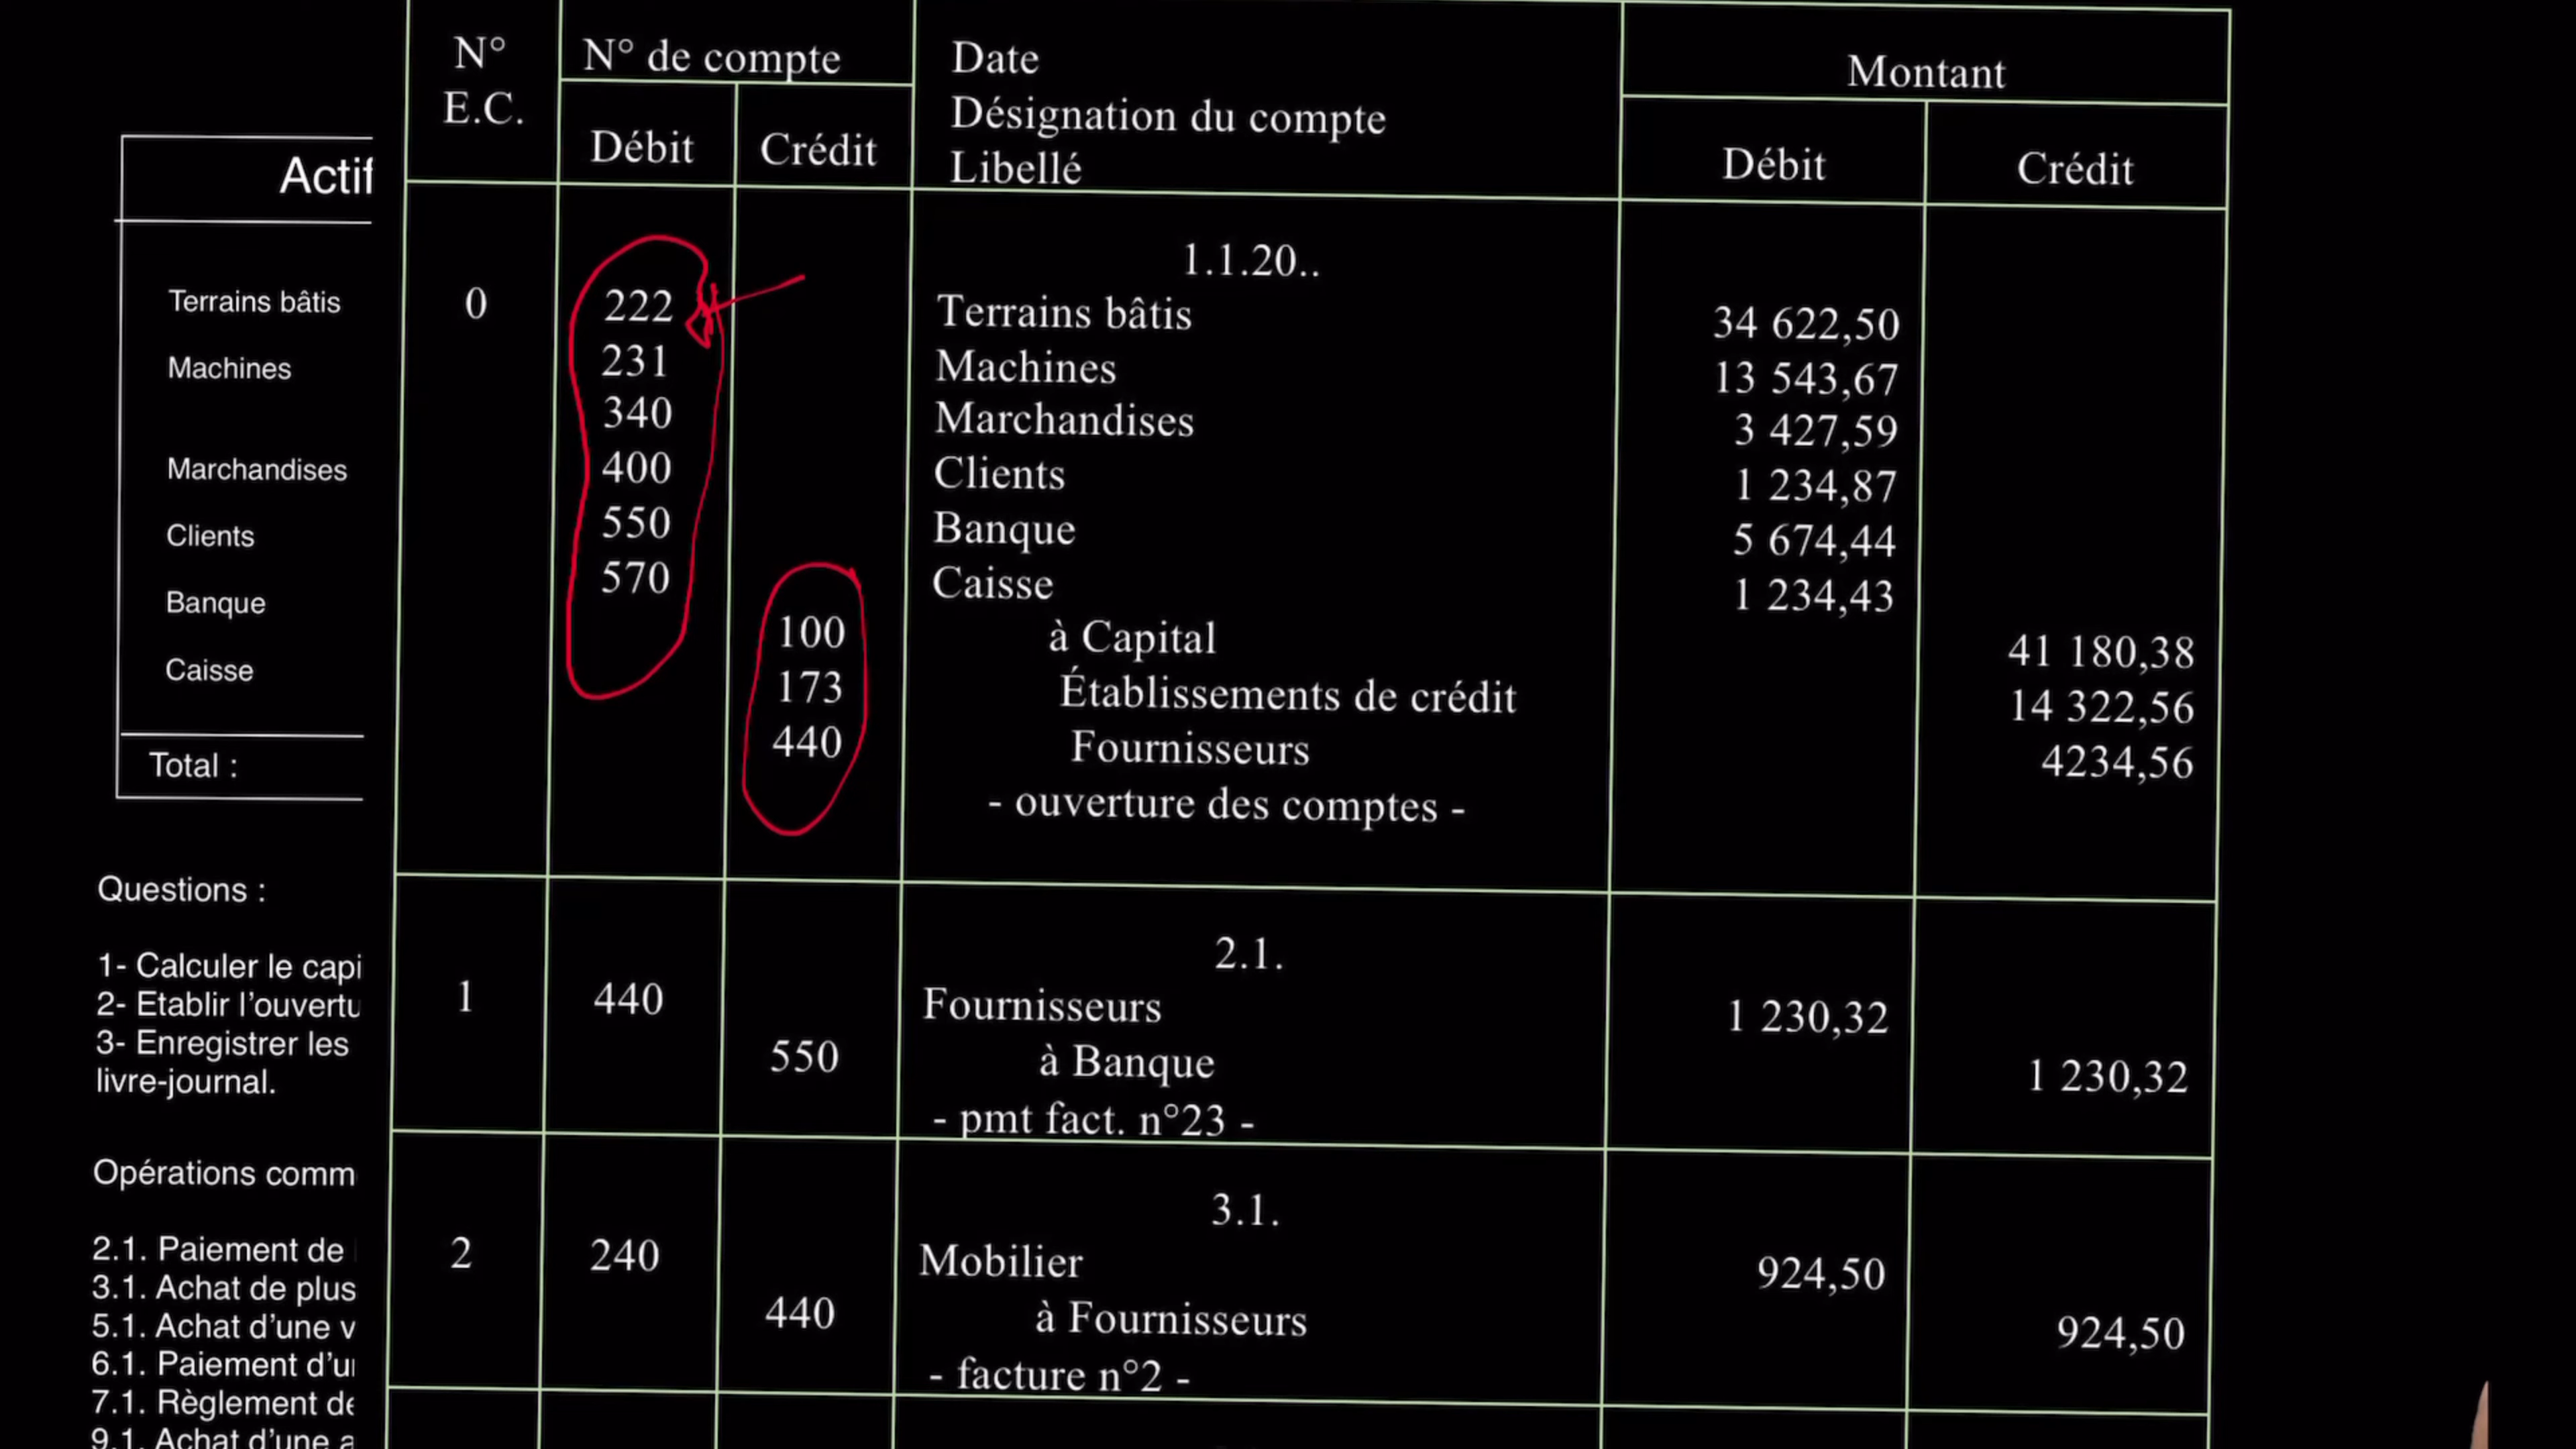 Actif
Terrains bâtis
Machines
Marchandises
Clients
Banque
Caisse
Total :
Questions :
1- Calculer le capi
2- Etablir l'ouvertu
3- Enregistrer les
livre-journal.
Opérations comm
2.1. Paiement de
3.1. Achat de plus
5.1. Achat d'une v
6.1. Paiement d'u
7.1. Règlement de
9.1. Achat d'une a
N° E.C.
N° de compte
Débit Crédit
Date
Désignation du compte
Libellé
Montant
Débit Crédit
1.1.20..
0 222 Terrains bâtis 34 622,50
231 Machines 13 543,67
340 Marchandises 3 427,59
400 Clients 1 234,87
550 Banque 5 674,44
570 Caisse 1 234,43
100 à Capital 41 180,38
173 Établissements de crédit 14 322,56
440 Fournisseurs 4234,56
- ouverture des comptes -
2.1.
1 440 Fournisseurs 1 230,32
550 à Banque 1 230,32
- pmt fact. n°23 -
3.1.
2 240 Mobilier 924,50
440 à Fournisseurs 924,50
- facture n°2 -